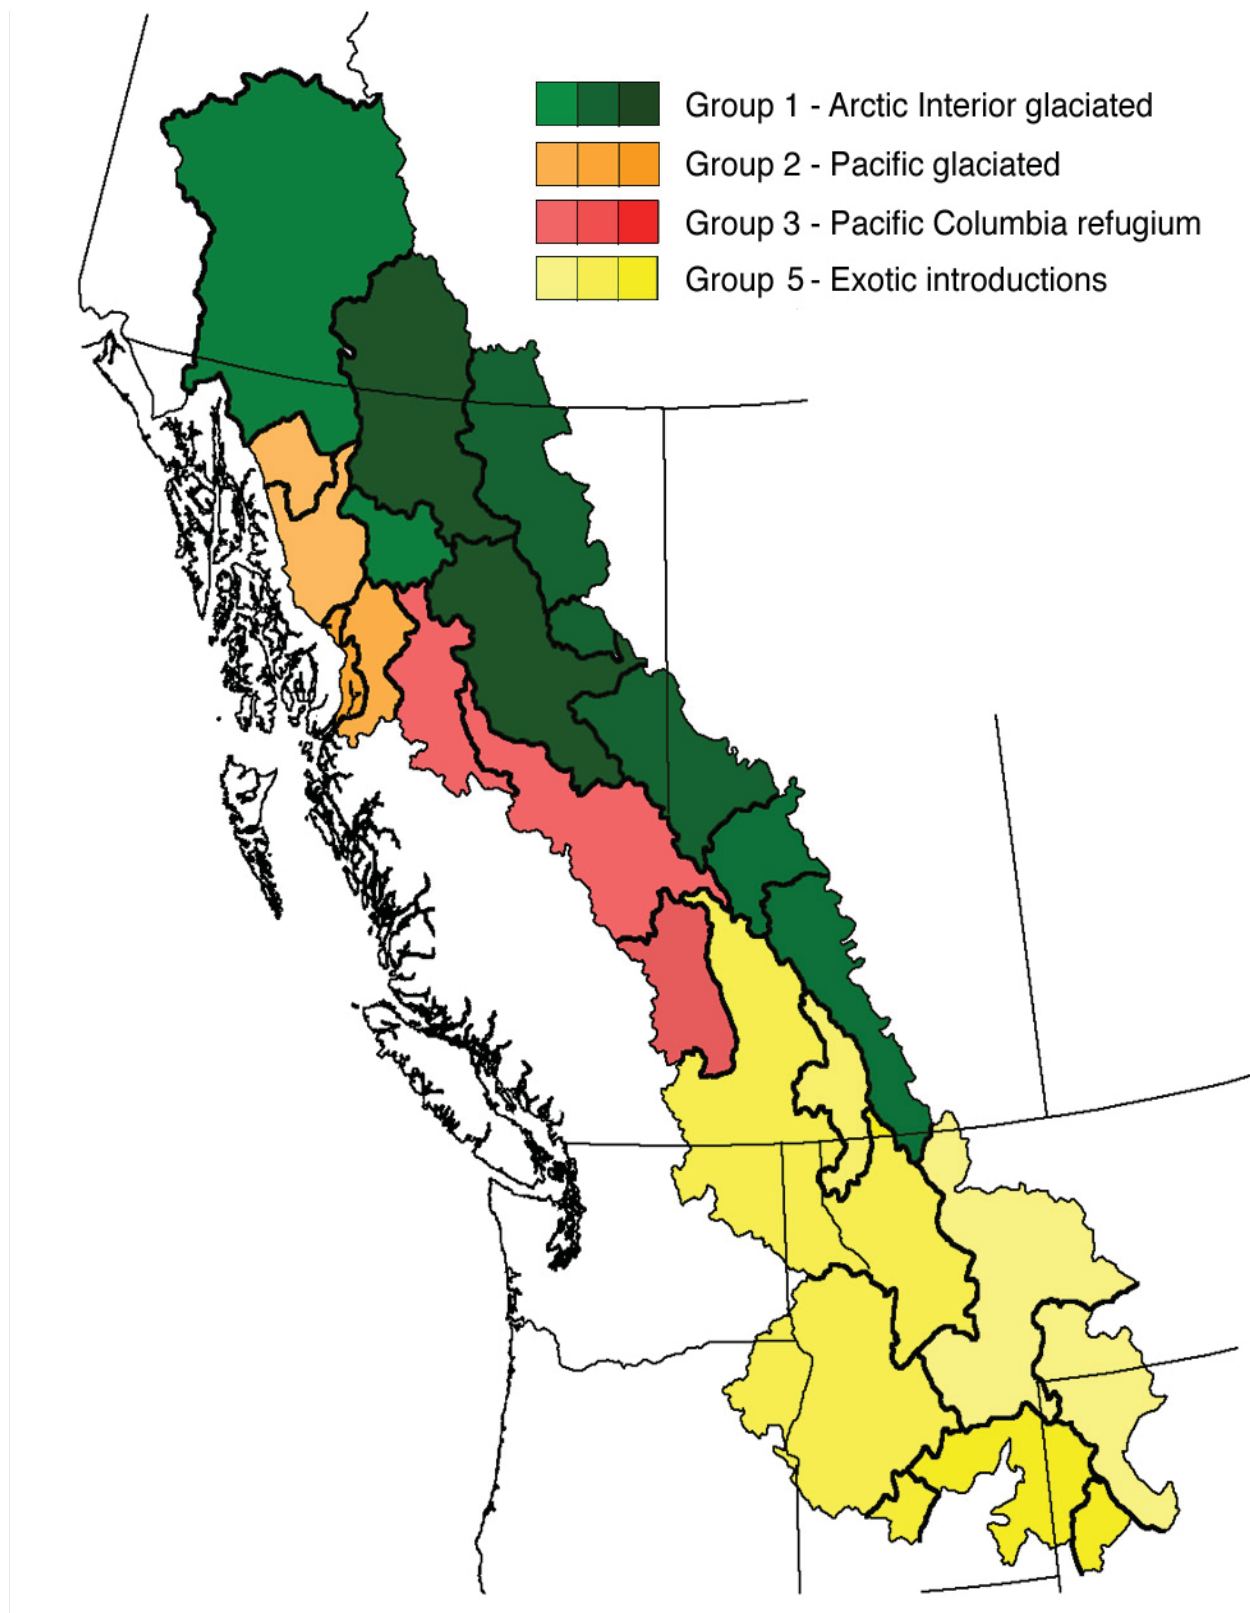 Group 1 - Arctic Interior glaciated
Group 2 - Pacific glaciated
Group 3 - Pacific Columbia refugium
Group 5 - Exotic introductions